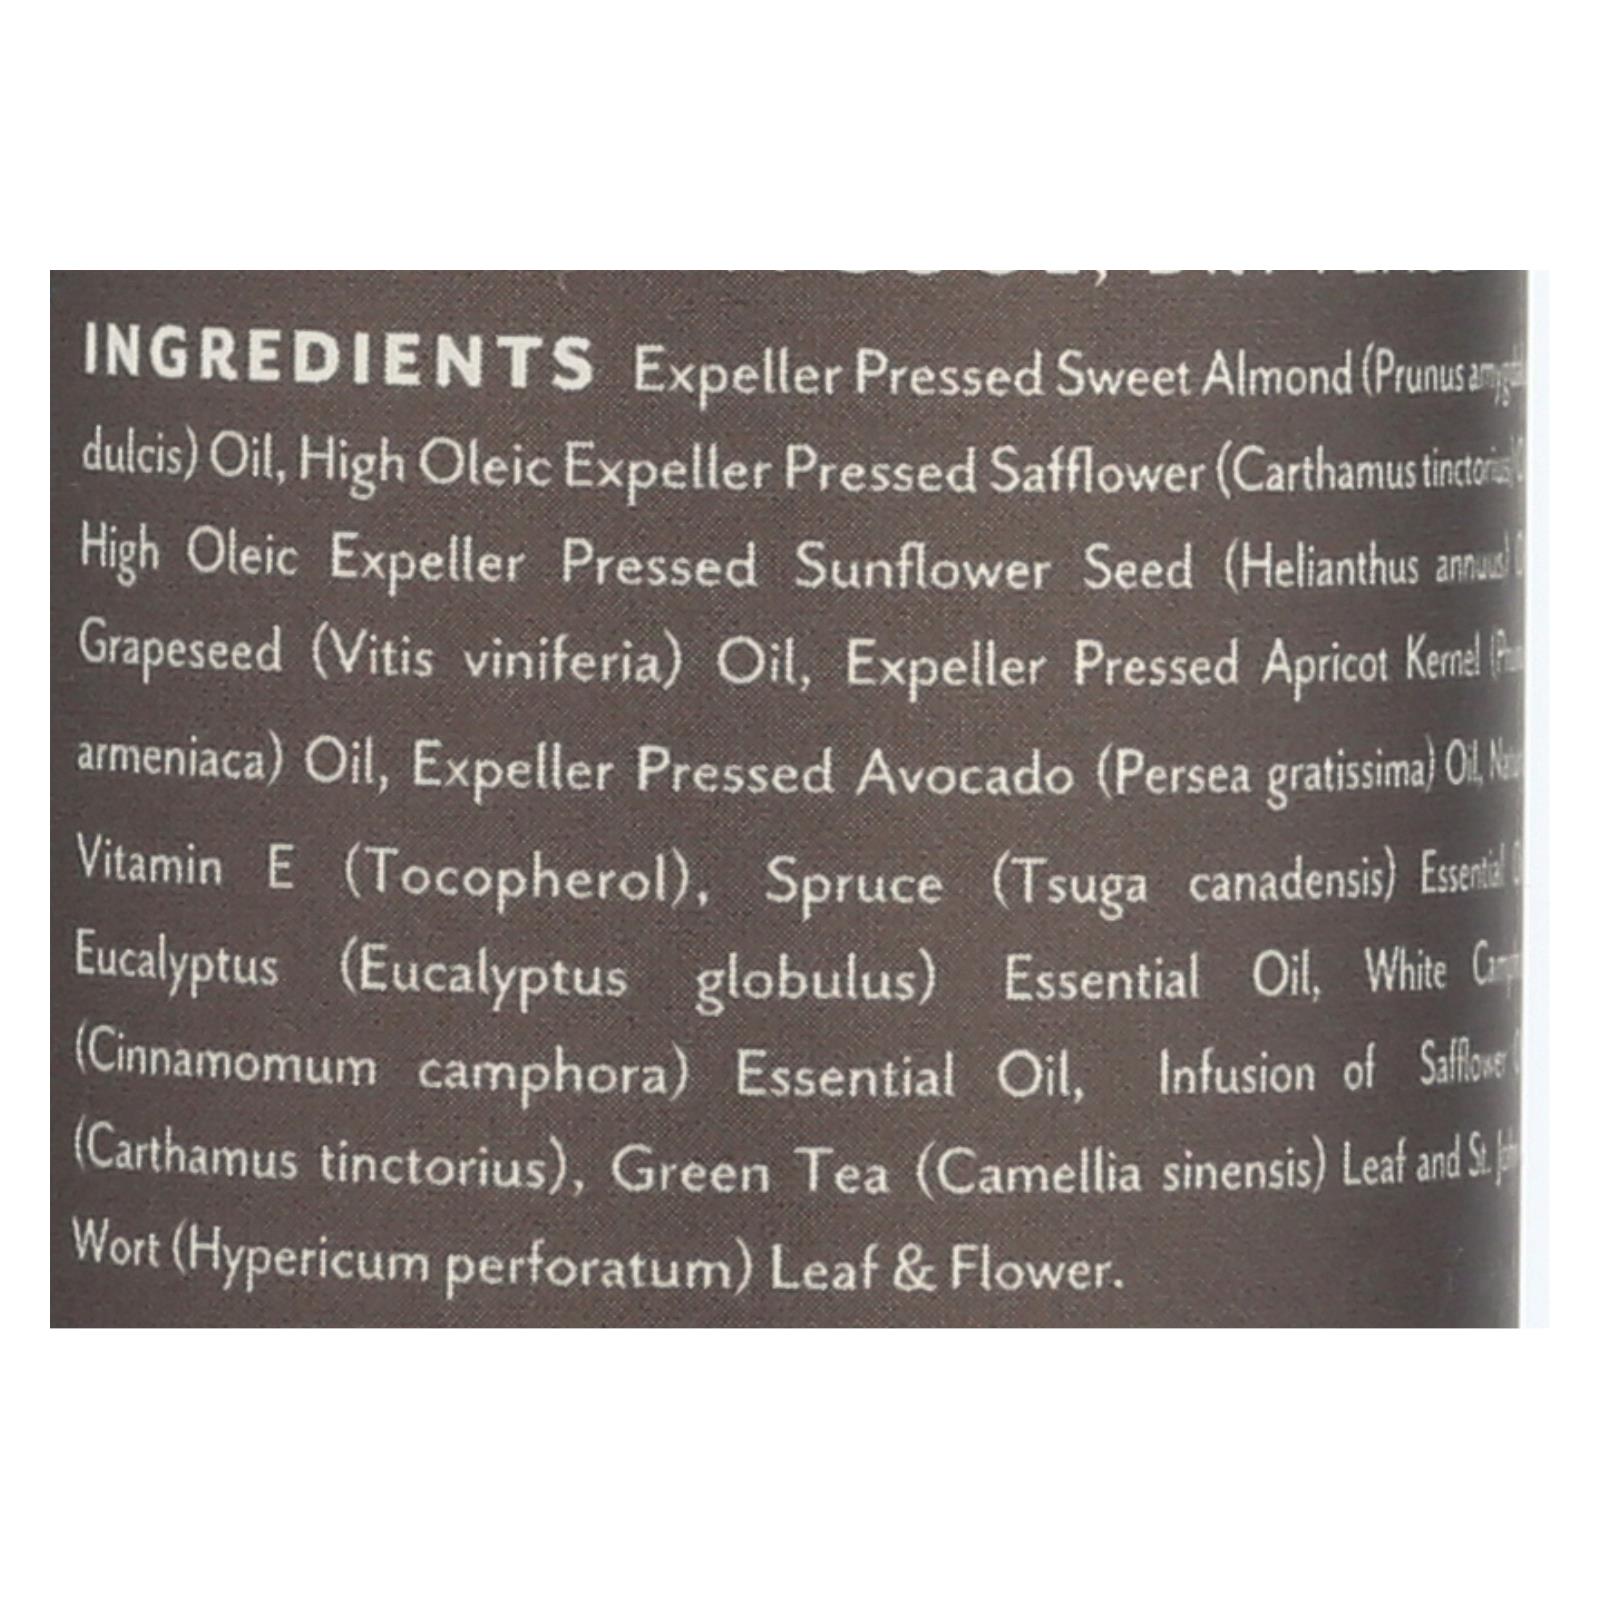 INGREDIENTS Expeller Pressed Sweet Almond (Prunus
dulcis) Oil, High Oleic Expeller Pressed Safflower (Carthamus tinctorius)
High Oleic Expeller Pressed Sunflower Seed (Helianthus annuus)
Grapeseed (Vitis viniferia) Oil, Expeller Pressed Apricot Kernel
armeniaca) Oil, Expeller Pressed Avocado (Persea gratissima) Oil,
Vitamin E (Tocopherol), Spruce (Tsuga canadensis) Essential
Eucalyptus (Eucalyptus globulus) Essential Oil, White
(Cinnamomum camphora) Essential Oil, Infusion of Safflower
(Carthamus tinctorius), Green Tea (Camellia sinensis) Leaf and St.
Wort (Hypericum perforatum) Leaf & Flower.